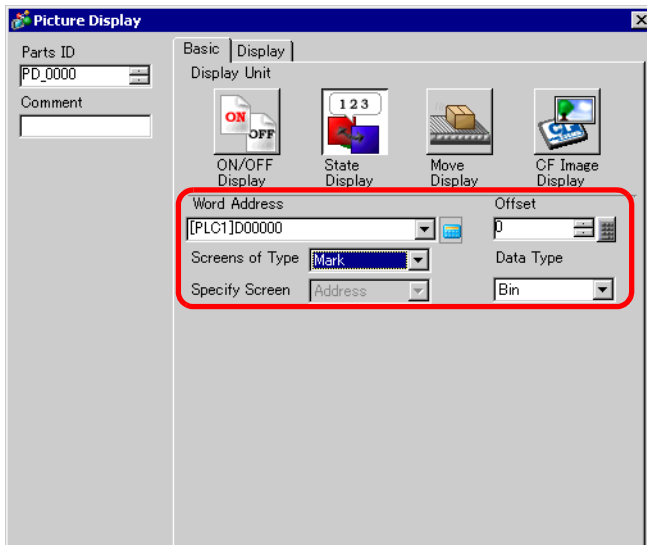 Picture Display
Parts ID
PD_0000
Comment
Basic
Display
Display Unit
ON
OFF
ON/OFF
Display
123
State
Display
Move
Display
CF
CF Image
Display
Word Address
[PLC1]D00000
Offset
0
Screens of Type
Mark
Data Type
Specify Screen
Address
Bin